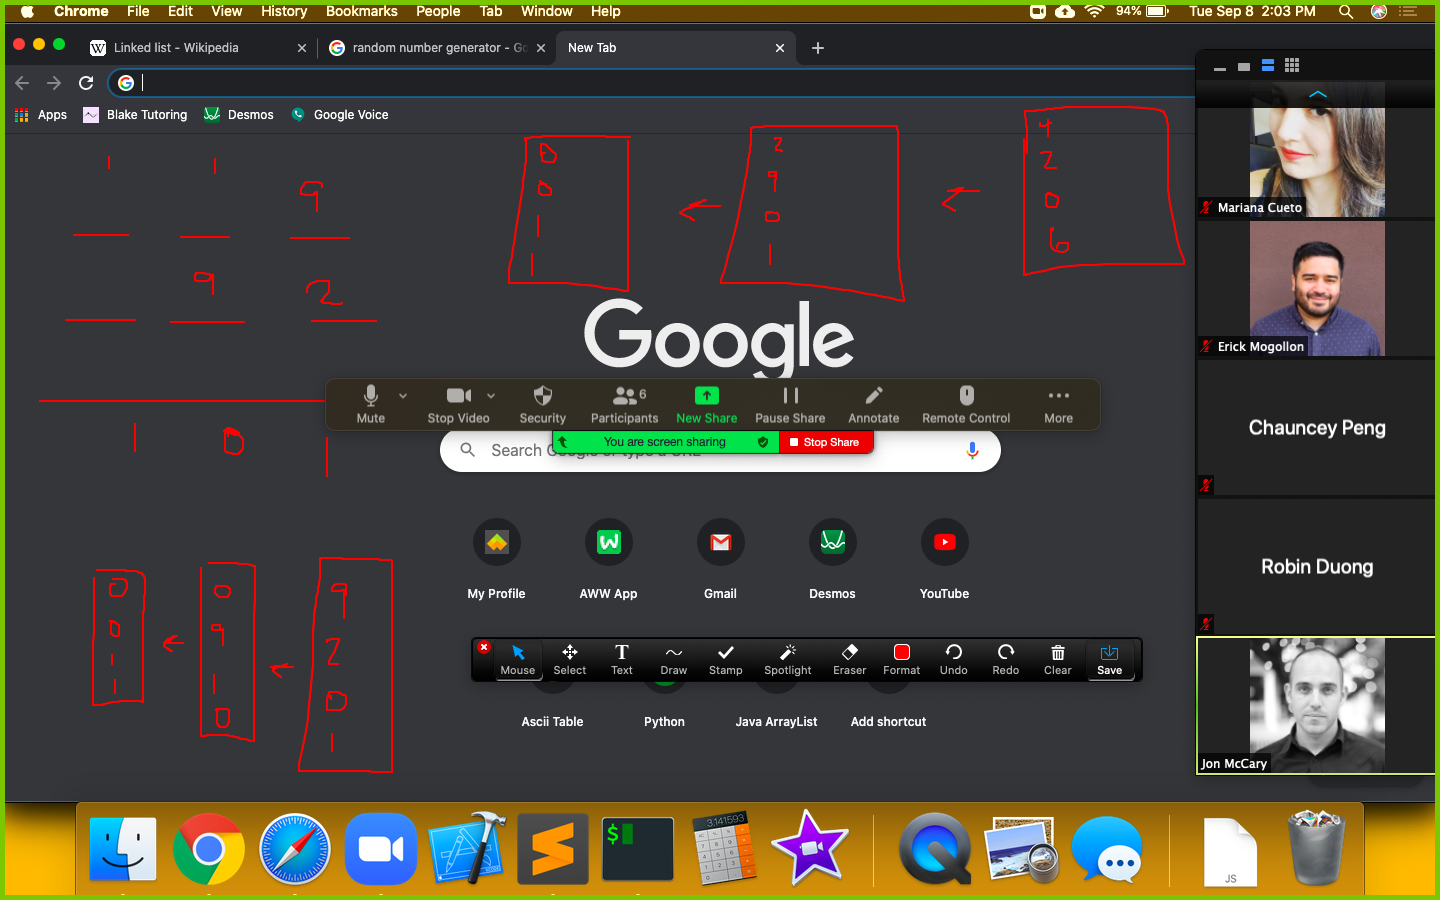 Chrome File Edit View History Bookmarks People Tab Window Help 94% Tue Sep 8 2:03 PM
Linked list - Wikipedia random number generator - Go New Tab
Apps Blake Tutoring Desmos Google Voice
1 1 9
9 2
1 0 1
0
0
1
1
2
9
0
1
4
2
0
6
Google
Mute Stop Video Security Participants 6 New Share Pause Share Annotate Remote Control More
You are screen sharing Stop Share
Search Google or type a URL
My Profile AWW App Gmail Desmos YouTube
Mouse Select Text Draw Stamp Spotlight Eraser Format Undo Redo Clear Save
Ascii Table Python Java ArrayList Add shortcut
0
0
1
1
0
9
1
0
9
2
0
1
Mariana Cueto
Erick Mogollon
Chauncey Peng
Robin Duong
Jon McCary
3.141593
$
JS